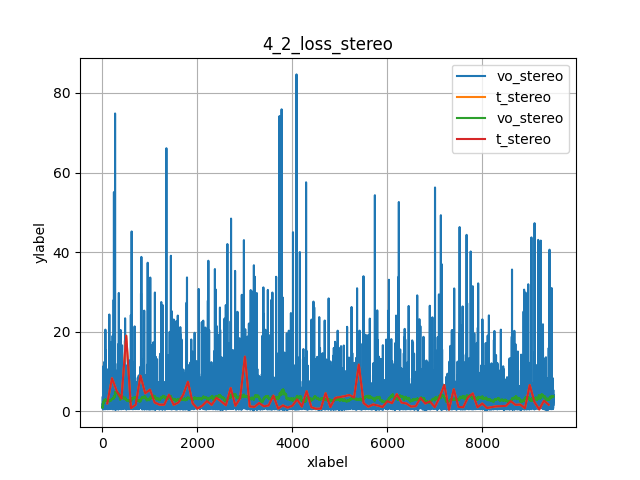 4_2_loss_stereo
vo_stereo
t_stereo
vo_stereo
t_stereo
80
60
40
20
0
ylabel
0 2000 4000 6000 8000
xlabel